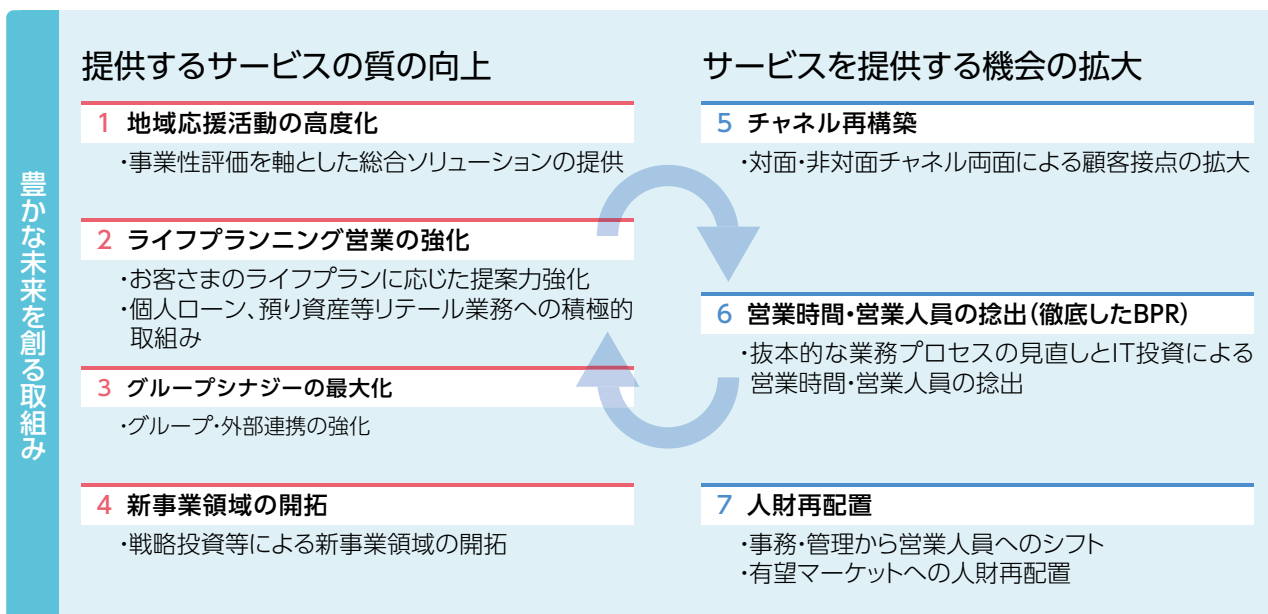 豊かな未来を創る取組み
提供するサービスの質の向上
1 地域応援活動の高度化
・事業性評価を軸とした総合ソリューションの提供
2 ライフプランニング営業の強化
・お客さまのライフプランに応じた提案力強化
・個人ローン、預り資産等リテール業務への積極的
取組み
3 グループシナジーの最大化
・グループ・外部連携の強化
4 新事業領域の開拓
・戦略投資等による新事業領域の開拓
サービスを提供する機会の拡大
5 チャネル再構築
・対面・非対面チャネル両面による顧客接点の拡大
6 営業時間・営業人員の捻出(徹底したBPR)
・抜本的な業務プロセスの見直しとIT投資による
営業時間・営業人員の捻出
7 人財再配置
・事務・管理から営業人員へのシフト
・有望マーケットへの人財再配置